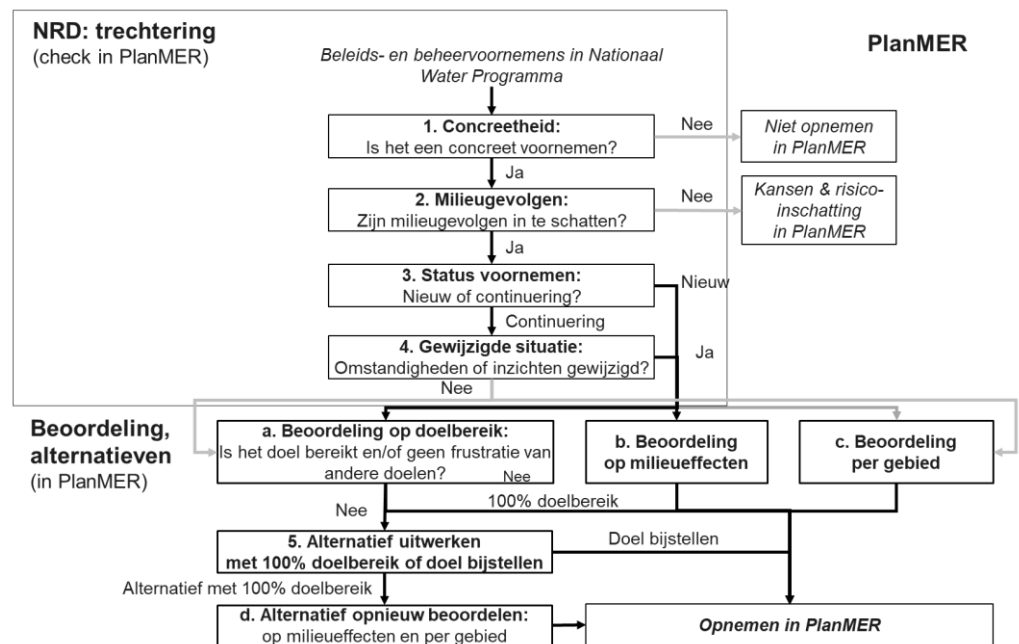 NRD: trechtering
(check in PlanMER)
PlanMER
Beleids- en beheervoornemens in Nationaal
Water Programma
1. Concreetheid:
Is het een concreet voornemen?
Nee
Niet opnemen
in PlanMER
Ja
2. Milieugevolgen:
Zijn milieugevolgen in te schatten?
Nee
Kansen & risico-
inschatting
in PlanMER
Ja
3. Status voornemen:
Nieuw of continuering?
Nieuw
Continuering
4. Gewijzigde situatie:
Omstandigheden of inzichten gewijzigd?
Ja
Nee
Beoordeling,
alternatieven
(in PlanMER)
a. Beoordeling op doelbereik:
Is het doel bereikt en/of geen frustratie van
andere doelen?
Nee
b. Beoordeling
op milieueffecten
c. Beoordeling
per gebied
100% doelbereik
Nee
5. Alternatief uitwerken
met 100% doelbereik of doel bijstellen
Doel bijstellen
Alternatief met 100% doelbereik
d. Alternatief opnieuw beoordelen:
op milieueffecten en per gebied
Opnemen in PlanMER